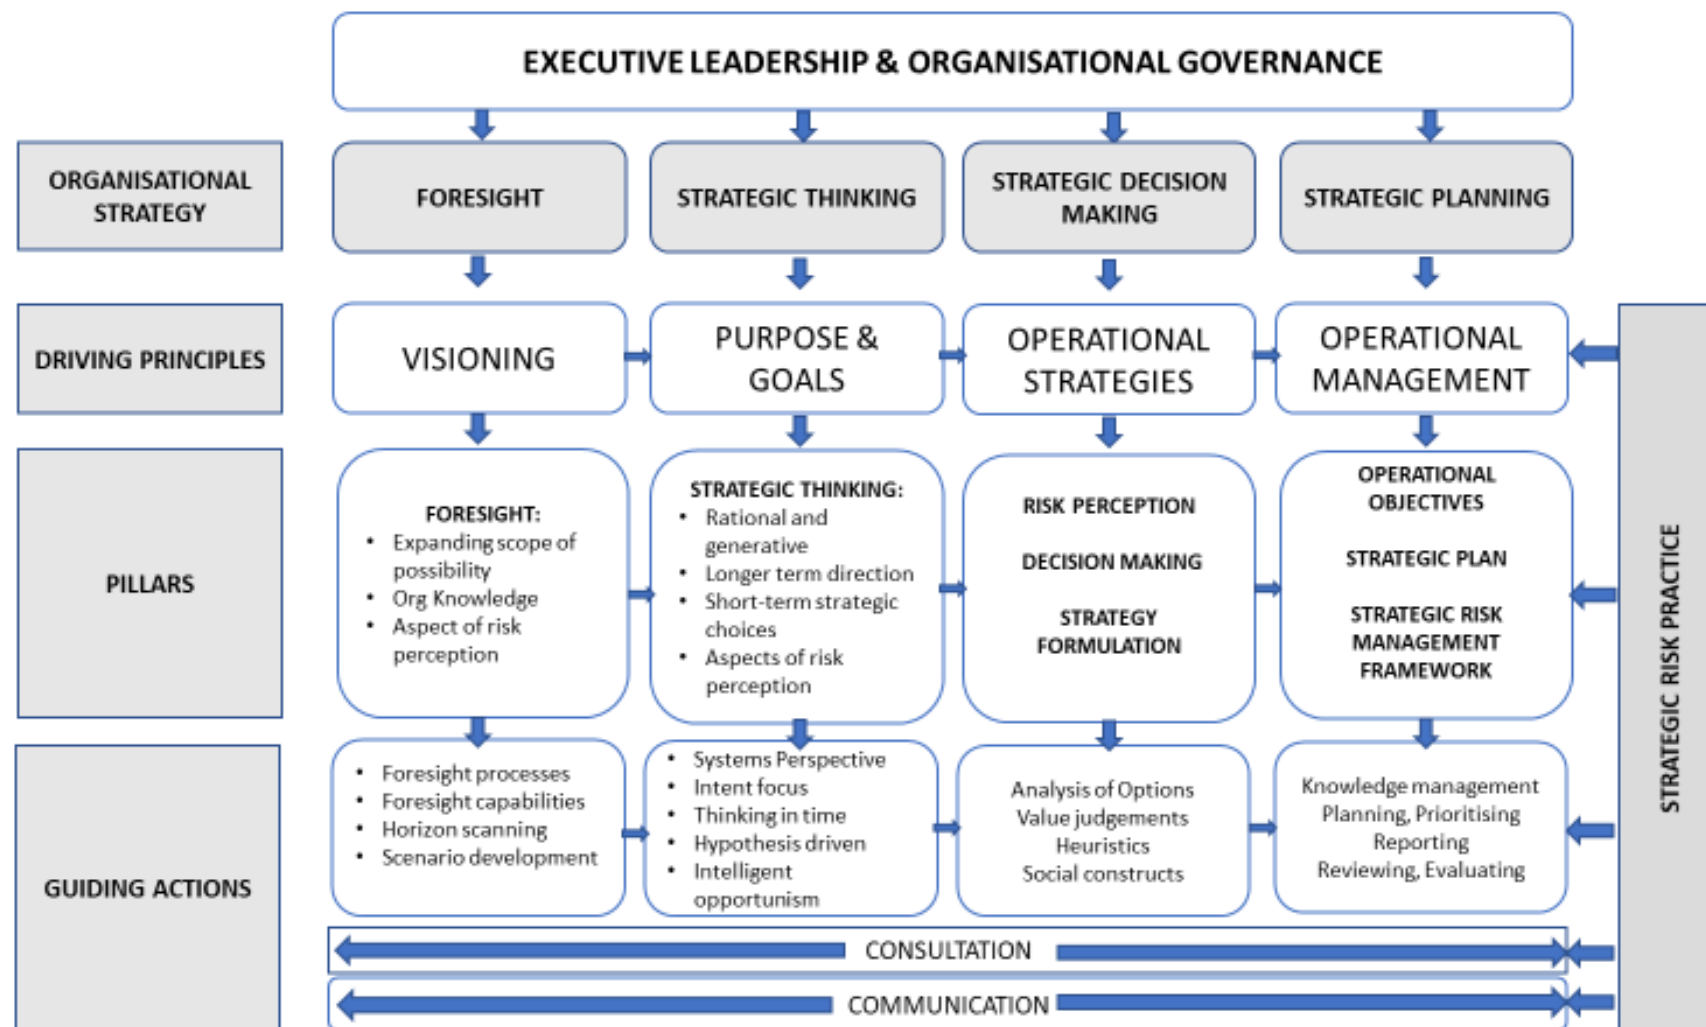 EXECUTIVE LEADERSHIP & ORGANISATIONAL GOVERNANCE
ORGANISATIONAL
STRATEGY
FORESIGHT
STRATEGIC THINKING
STRATEGIC DECISION
MAKING
STRATEGIC PLANNING
DRIVING PRINCIPLES
VISIONING
PURPOSE &
GOALS
OPERATIONAL
STRATEGIES
OPERATIONAL
MANAGEMENT
PILLARS
FORESIGHT:
• Expanding scope of
possibility
• Org Knowledge
• Aspect of risk
perception
STRATEGIC THINKING:
• Rational and
generative
• Longer term direction
• Short-term strategic
choices
• Aspects of risk
perception
RISK PERCEPTION
DECISION MAKING
STRATEGY
FORMULATION
OPERATIONAL
OBJECTIVES
STRATEGIC PLAN
STRATEGIC RISK
MANAGEMENT
FRAMEWORK
GUIDING ACTIONS
• Foresight processes
• Foresight capabilities
• Horizon scanning
• Scenario development
• Systems Perspective
• Intent focus
• Thinking in time
• Hypothesis driven
• Intelligent
opportunism
Analysis of Options
Value judgements
Heuristics
Social constructs
Knowledge management
Planning, Prioritising
Reporting
Reviewing, Evaluating
CONSULTATION
COMMUNICATION
STRATEGIC RISK PRACTICE